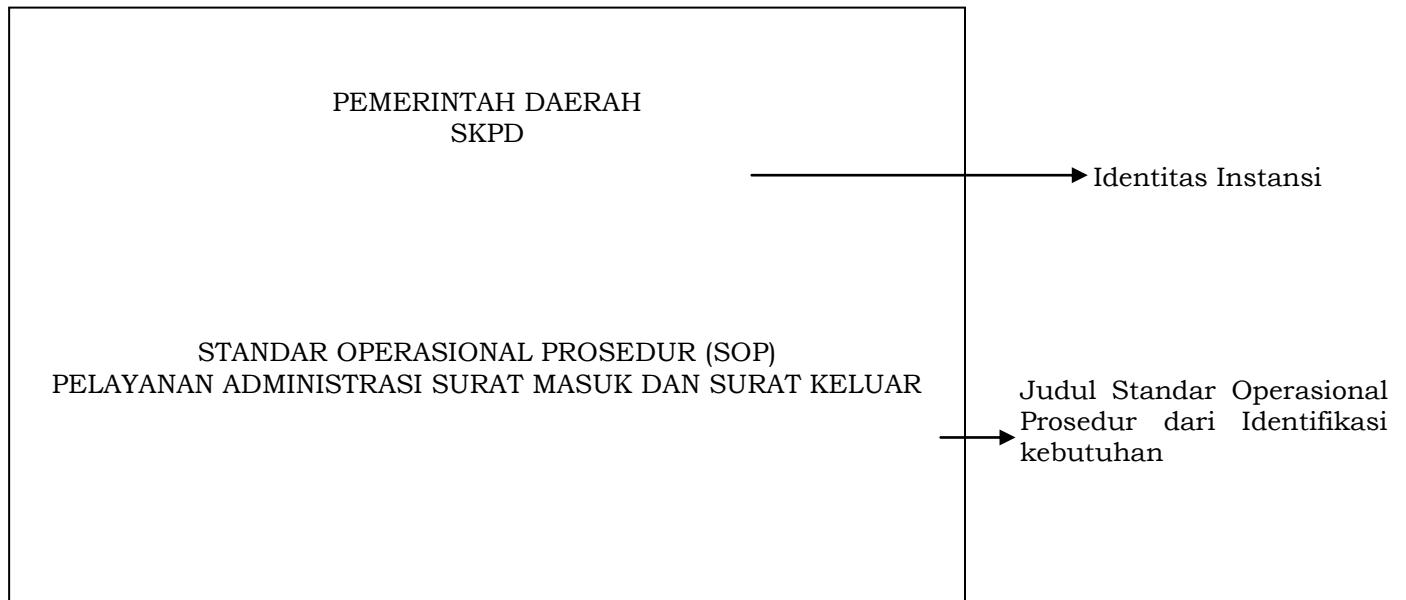 PEMERINTAH DAERAH
SKPD
Identitas Instansi
STANDAR OPERASIONAL PROSEDUR (SOP)
PELAYANAN ADMINISTRASI SURAT MASUK DAN SURAT KELUAR
Judul Standar Operasional
Prosedur dari Identifikasi
kebutuhan